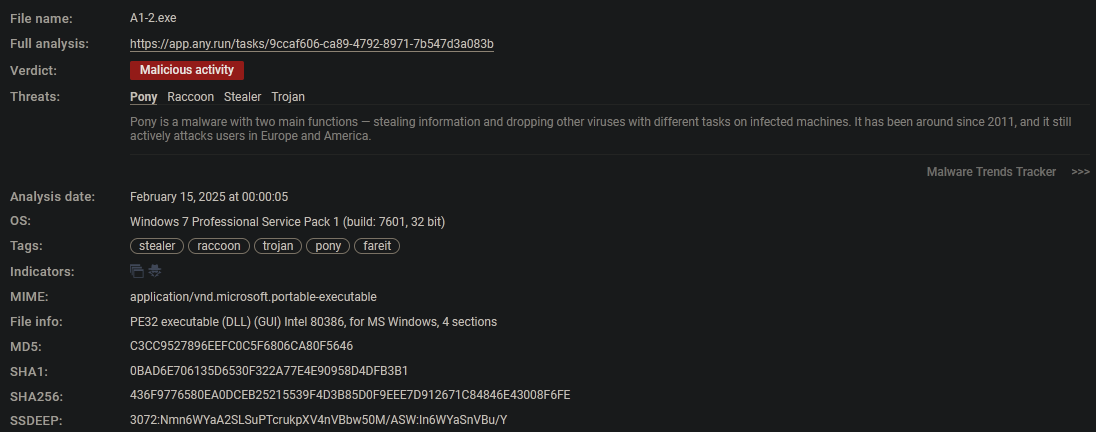 File name: A1-2.exe
Full analysis: https://app.any.run/tasks/9ccaf606-ca89-4792-8971-7b547d3a083b
Verdict: Malicious activity
Threats: Pony Raccoon Stealer Trojan
Pony is a malware with two main functions — stealing information and dropping other viruses with different tasks on infected machines. It has been around since 2011, and it still
actively attacks users in Europe and America.
Malware Trends Tracker >>>
Analysis date: February 15, 2025 at 00:00:05
OS: Windows 7 Professional Service Pack 1 (build: 7601, 32 bit)
Tags: stealer raccoon trojan pony fareit
Indicators:
MIME: application/vnd.microsoft.portable-executable
File info: PE32 executable (DLL) (GUI) Intel 80386, for MS Windows, 4 sections
MD5: C3CC9527896EEFC0C5F6806CA80F5646
SHA1: 0BAD6E706135D6530F322A77E4E90958D4DFB3B1
SHA256: 436F9776580EA0DCEB25215539F4D3B85D0F9EEE7D912671C84846E43008F6FE
SSDEEP: 3072:Nmn6WYaA2SLSuPTcrukpXV4nVBbw50M/ASW:In6WYaSnVBu/Y